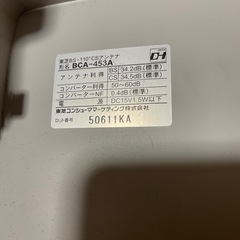 東芝BS・110°CSアンテナ
形名 BCA-453A
アンテナ利得 BS 34.2dB(標準)
CS 34.5dB(標準)
コンバーター利得 50〜60dB
コンバーターNF 0.4dB(標準)
電源 DC15V1.5W以下
東芝コンシューママーケティング株式会社
ロット番号 50611KA